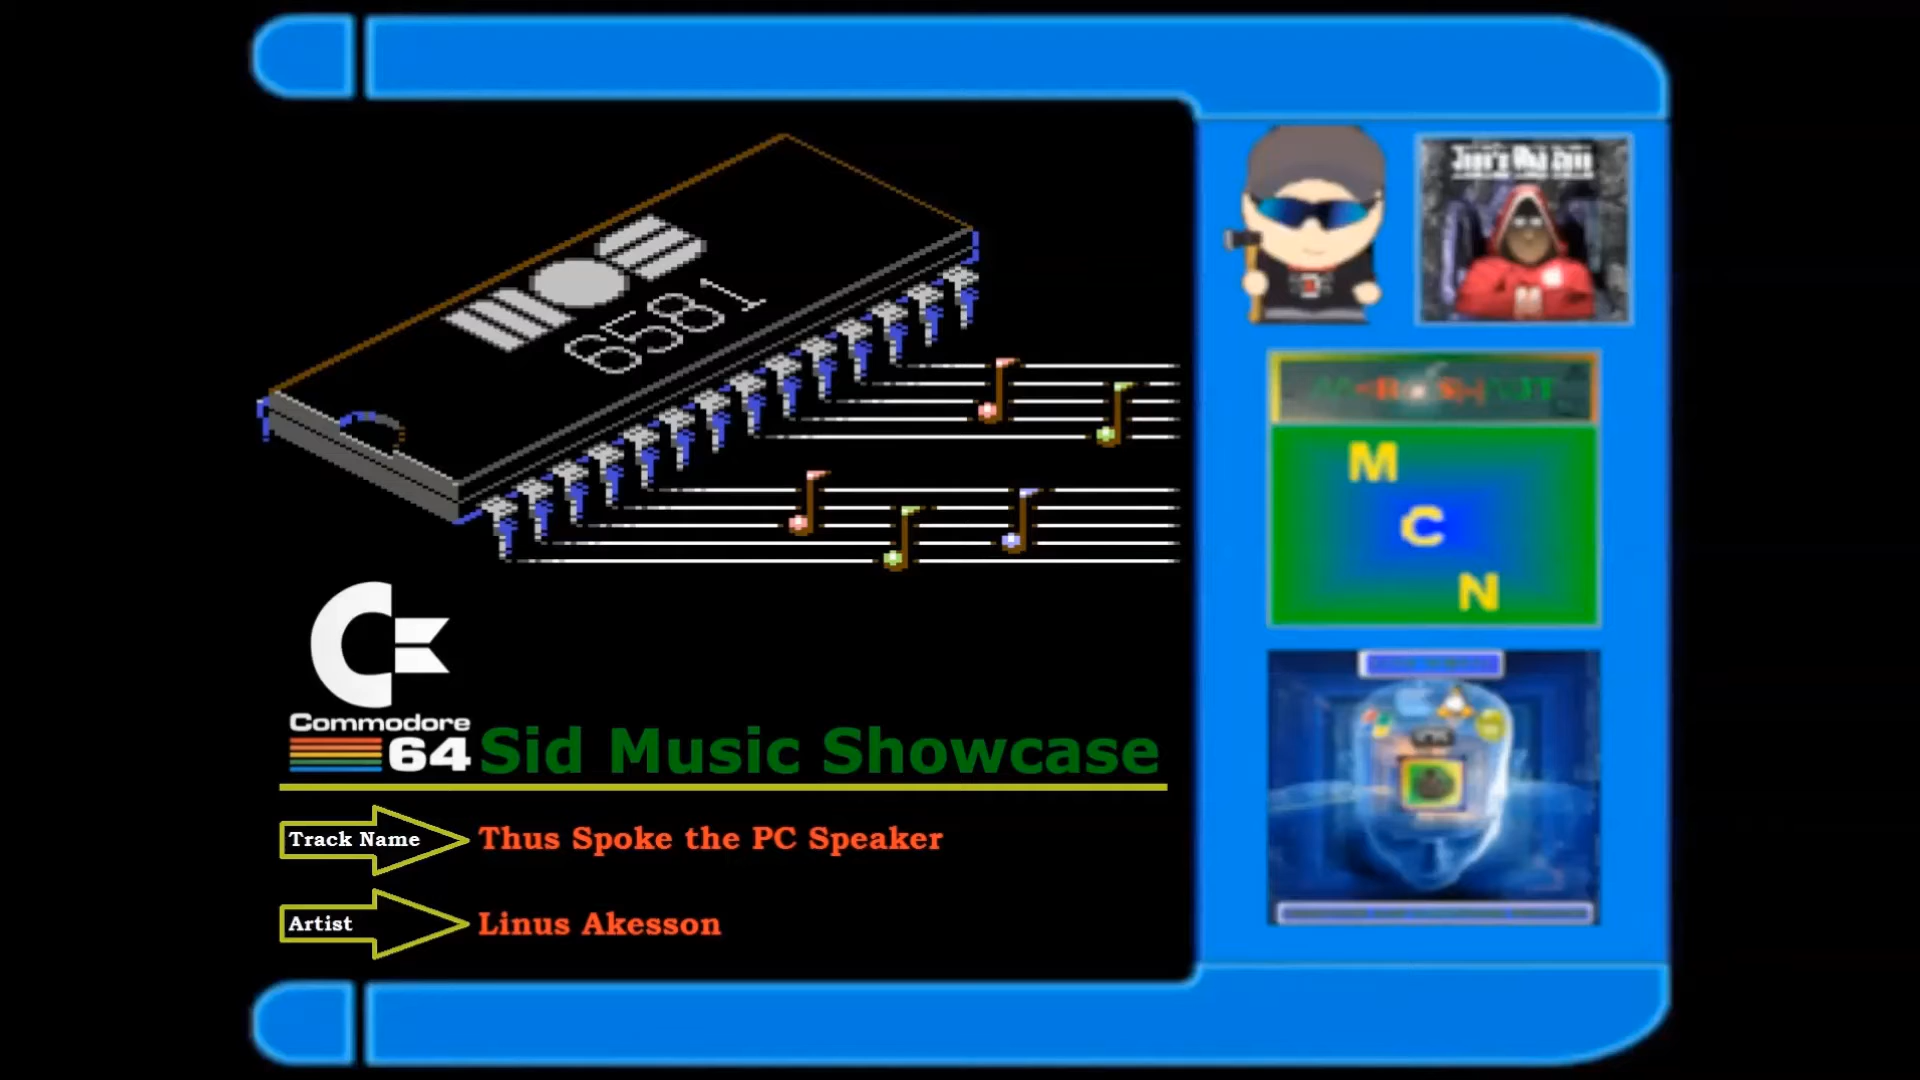 6581
M
C
N
Commodore
64
Sid Music Showcase
Track Name
Thus Spoke the PC Speaker
Artist
Linus Akesson